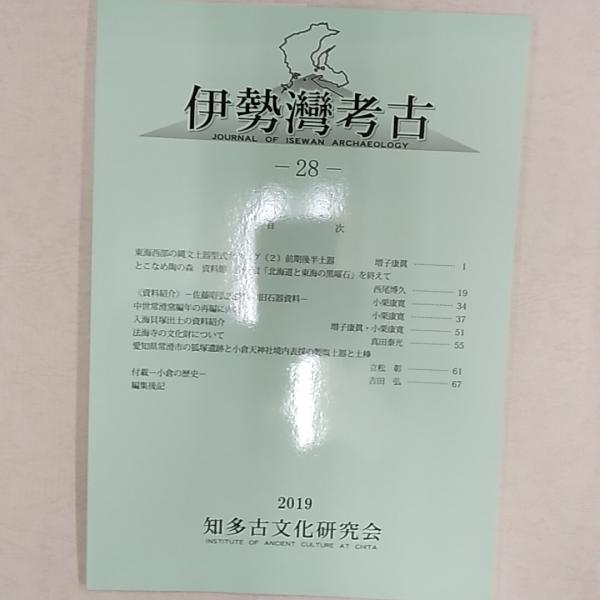 伊勢灣考古
JOURNAL OF ISEWAN ARCHAEOLOGY
－28－
目 次
東海西部の縄文土器型式 （2）前期後半土器 増子康眞 ………… 1
とこなめ陶の森 資料館 「北海道と東海の黒曜石」を終えて
西尾博久 ………… 19
《資料紹介》－佐藤 旧石器資料－ 小栗康寛 ………… 34
中世常滑窯編年の再編に 小栗康寛 ………… 37
入海貝塚出土の資料紹介 増子康眞・小栗康寛 ………… 51
法海寺の文化財について 真田泰光 ………… 55
愛知県常滑市の狐塚遺跡と小倉天神社境内表採の製塩土器と土錘
立松 彰 ………… 61
付載－小倉の歴史－ 吉田 弘 ………… 67
編集後記
2019
知多古文化研究会
INSTITUTE OF ANCIENT CULTURE AT CHITA